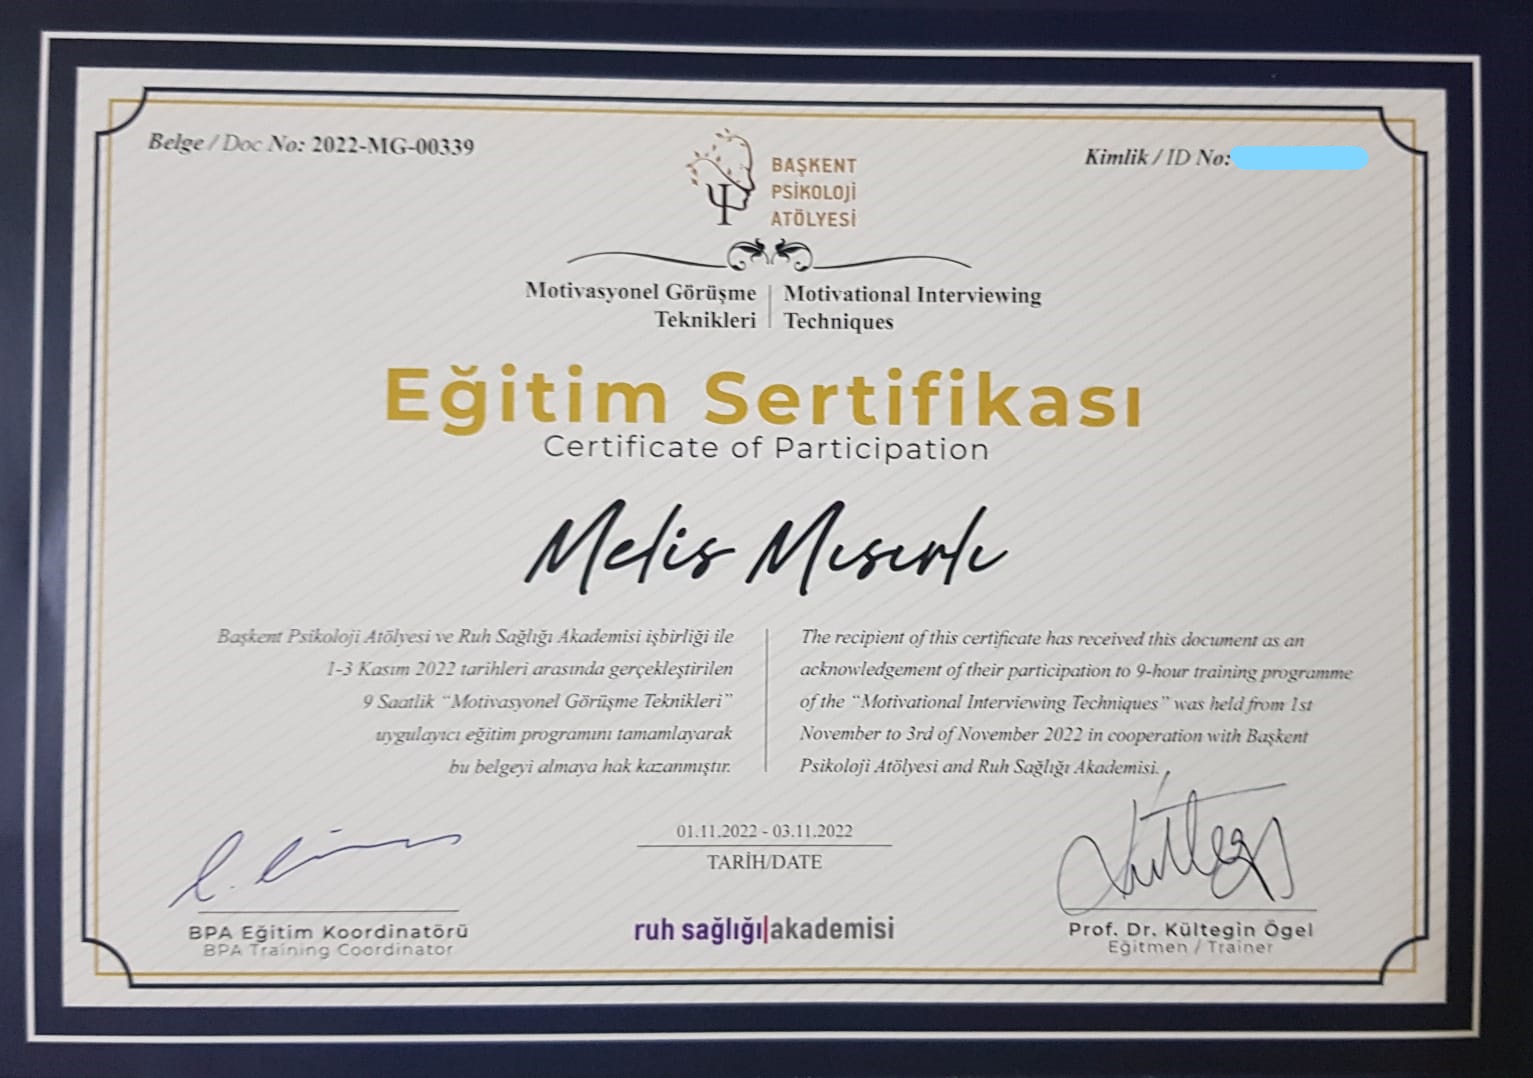 Belge / Doc No: 2022-MG-00339
Kimlik / ID No:
BAŞKENT
PSİKOLOJİ
ATÖLYESİ
Motivasyonel Görüşme
Teknikleri
Motivational Interviewing
Techniques
Eğitim Sertifikası
Certificate of Participation
Melis Mısırlı
Başkent Psikoloji Atölyesi ve Ruh Sağlığı Akademisi işbirliği ile
1-3 Kasım 2022 tarihleri arasında gerçekleştirilen
9 Saatlik “Motivasyonel Görüşme Teknikleri”
uygulayıcı eğitim programını tamamlayarak
bu belgeyi almaya hak kazanmıştır.
The recipient of this certificate has received this document as an
acknowledgement of their participation to 9-hour training programme
of the “Motivational Interviewing Techniques” was held from 1st
November to 3rd of November 2022 in cooperation with Başkent
Psikoloji Atölyesi and Ruh Sağlığı Akademisi.
01.11.2022 - 03.11.2022
TARİH/DATE
BPA Eğitim Koordinatörü
BPA Training Coordinator
ruh sağlığı|akademisi
Prof. Dr. Kültegin Ögel
Eğitmen / Trainer